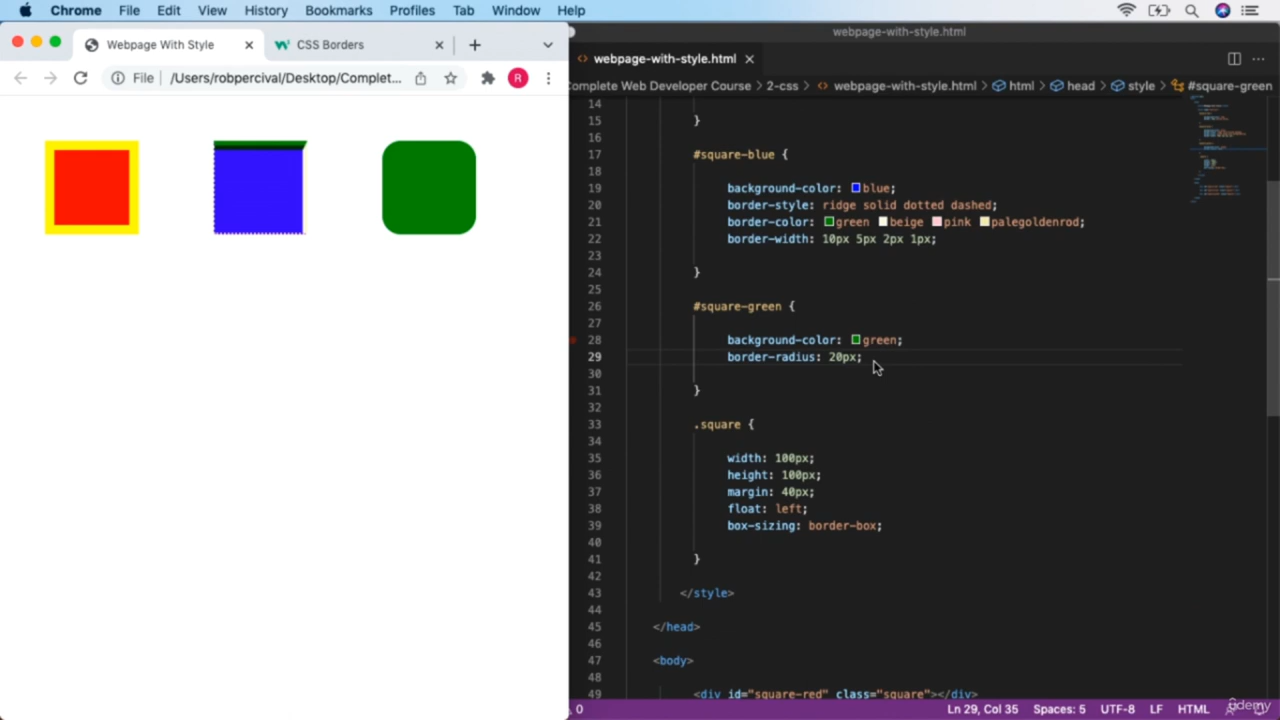 Chrome File Edit View History Bookmarks Profiles Tab Window Help
Webpage With Style
CSS Borders
File /Users/robpercival/Desktop/Complet...
R
webpage-with-style.html
webpage-with-style.html
omplete Web Developer Course > 2-css > webpage-with-style.html > html > head > style > #square-green
14
15 }
16
17 #square-blue {
18
19 background-color: blue;
20 border-style: ridge solid dotted dashed;
21 border-color: green beige pink palegoldenrod;
22 border-width: 10px 5px 2px 1px;
23
24 }
25
26 #square-green {
27
28 background-color: green;
29 border-radius: 20px;
30
31 }
32
33 .square {
34
35 width: 100px;
36 height: 100px;
37 margin: 40px;
38 float: left;
39 box-sizing: border-box;
40
41 }
42
43 </style>
44
45 </head>
46
47 <body>
48
49 <div id="square-red" class="square"></div>
0 Ln 29, Col 35 Spaces: 5 UTF-8 LF HTML
ûdemy